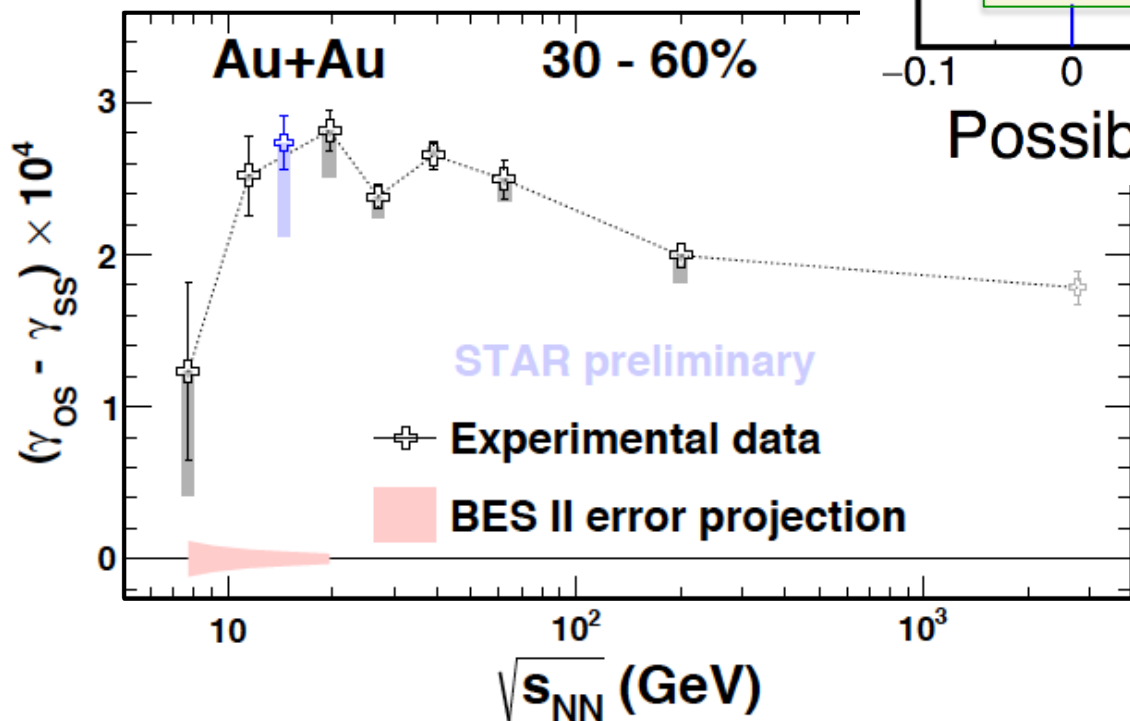 Au+Au 30 - 60%
−0.1 0
Possib
3
2
1
0
(γos - γss) × 10⁴
STAR preliminary
Experimental data
BES II error projection
10 10² 10³
√sNN (GeV)